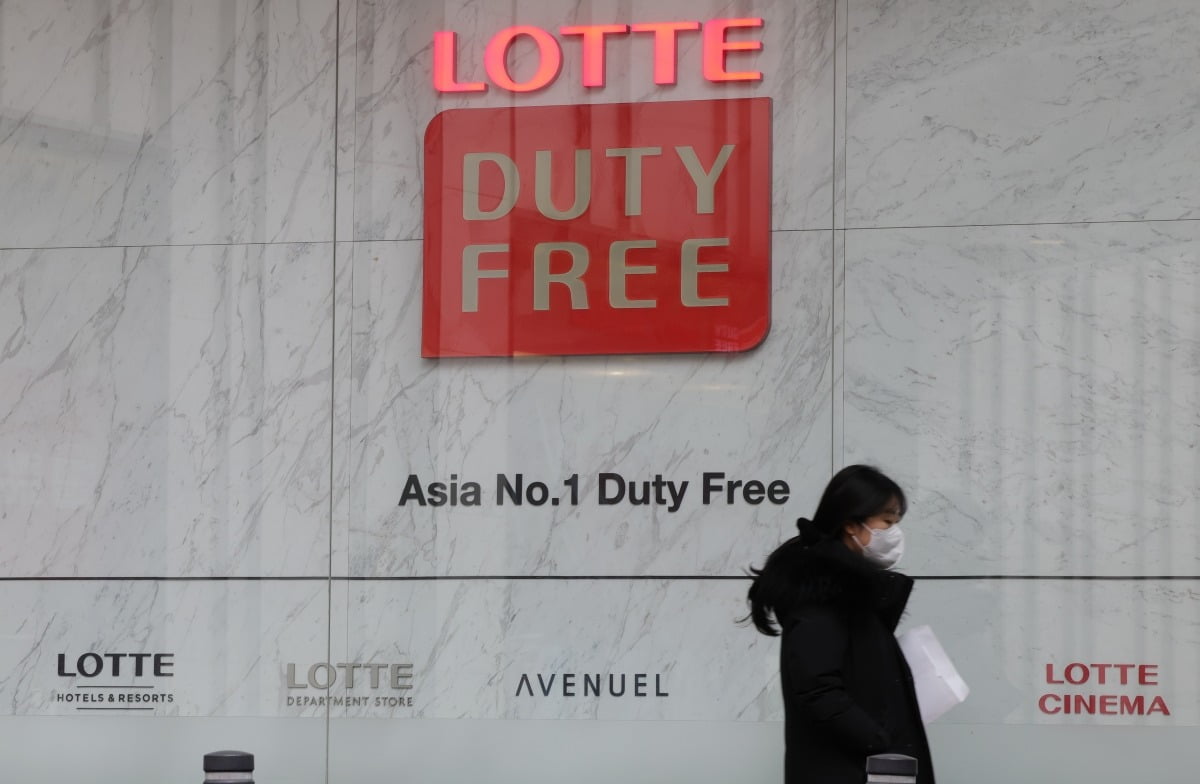 LOTTE
DUTY
FREE
Asia No.1 Duty Free
LOTTE
HOTELS & RESORTS
LOTTE
DEPARTMENT STORE
AVENUEL
LOTTE
CINEMA